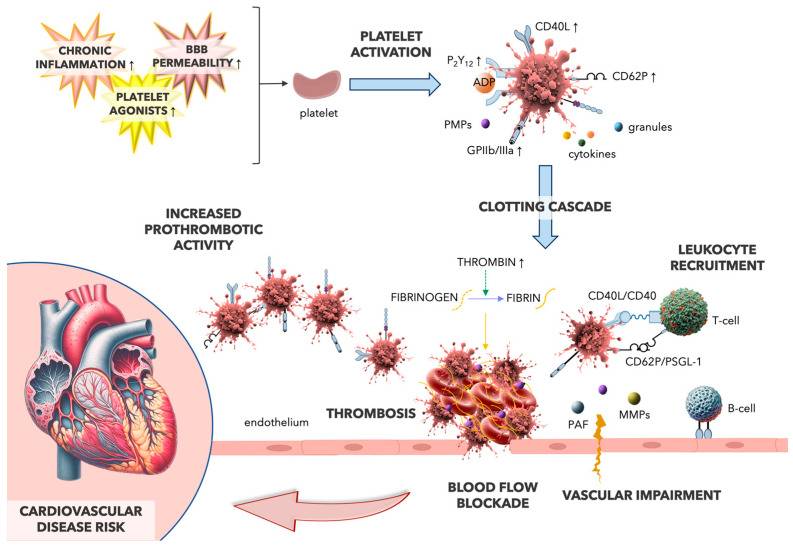 CHRONIC
INFLAMMATION ↑
BBB
PERMEABILITY ↑
PLATELET
AGONISTS ↑
platelet
PLATELET
ACTIVATION
CD40L ↑
P₂Y₁₂ ↑
ADP
CD62P ↑
PMPs
GPIIb/IIIa ↑
cytokines
granules
CLOTTING CASCADE
INCREASED
PROTHROMBOTIC
ACTIVITY
THROMBIN ↑
FIBRINOGEN
FIBRIN
LEUKOCYTE
RECRUITMENT
CD40L/CD40
T-cell
CD62P/PSGL-1
THROMBOSIS
endothelium
PAF
MMPs
B-cell
BLOOD FLOW
BLOCKADE
VASCULAR IMPAIRMENT
CARDIOVASCULAR
DISEASE RISK